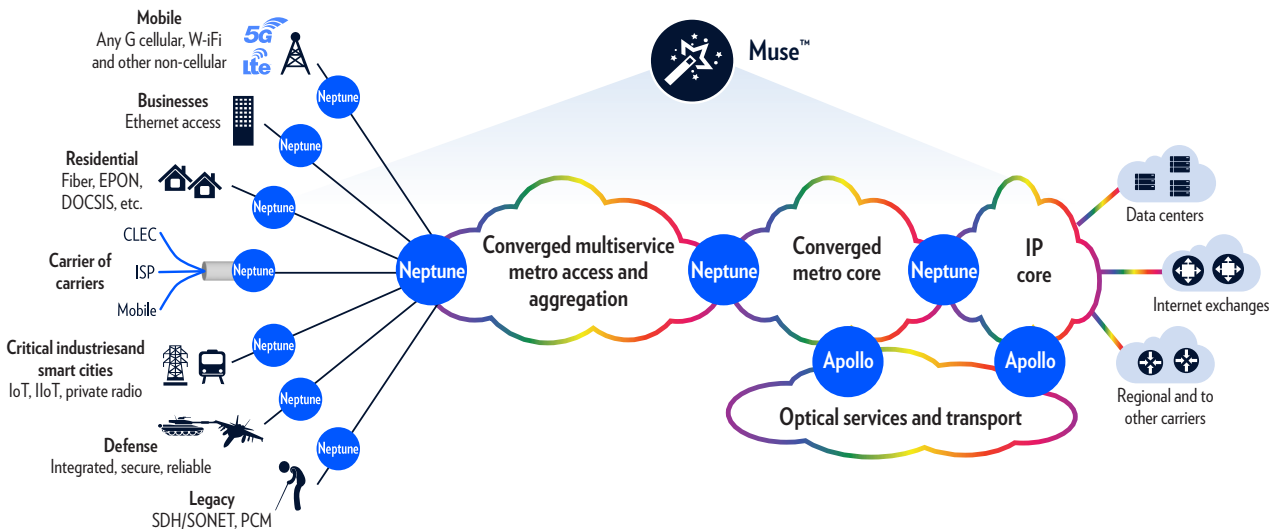 Mobile
Any G cellular, W-iFi
and other non-cellular
5G
Lte
Neptune
Muse™
Businesses
Ethernet access
Neptune
Residential
Fiber, EPON,
DOCSIS, etc.
Neptune
CLEC
Carrier of
carriers
ISP
Mobile
Neptune
Critical industriesand
smart cities
IoT, IIoT, private radio
Neptune
Defense
Integrated, secure, reliable
Neptune
Legacy
SDH/SONET, PCM
Neptune
Neptune
Converged multiservice
metro access and
aggregation
Neptune
Converged
metro core
Neptune
IP
core
Apollo
Apollo
Optical services and transport
Data centers
Internet exchanges
Regional and to
other carriers